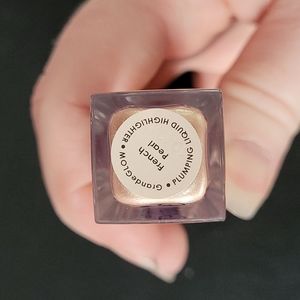 GrandeGLOW • PLUMPING LIQUID HIGHLIGHTER •
French
Pearl